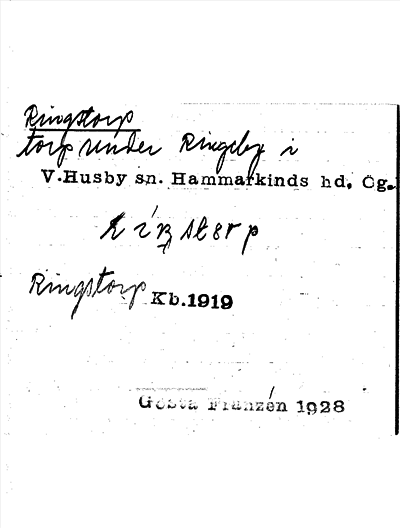 Ringstorp
torp under Ringeby i
V.Husby sn. Hammarkinds hd, Ög.
Ringstorp Kb.1919
Gösta Franzén 1928